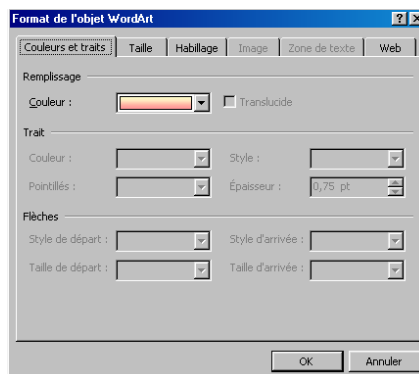 Format de l'objet WordArt
Couleurs et traits Taille Habillage Image Zone de texte Web
Remplissage
Couleur : Translucide
Trait
Couleur : Style :
Pointillés : Épaisseur : 0,75 pt
Flèches
Style de départ : Style d'arrivée :
Taille de départ : Taille d'arrivée :
OK Annuler